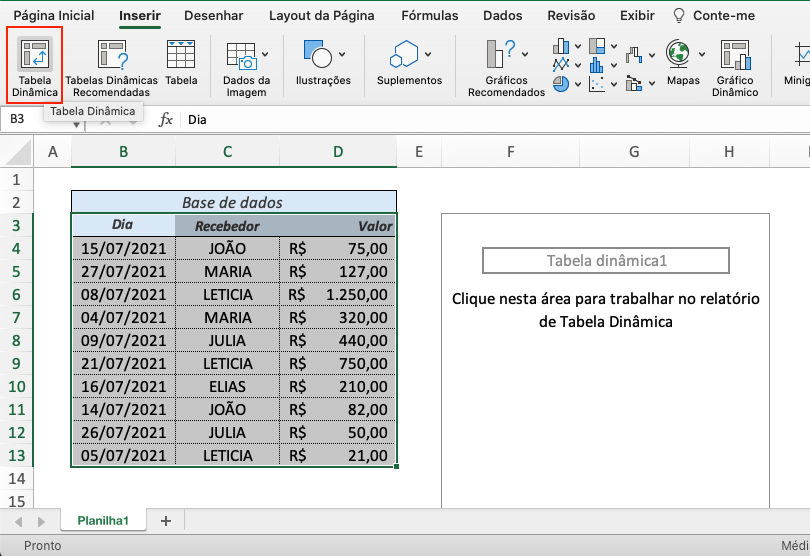 Página Inicial Inserir Desenhar Layout da Página Fórmulas Dados Revisão Exibir Conte-me
Tabela Dinâmica
Tabelas Dinâmicas Recomendadas
Tabela
Dados da Imagem
Ilustrações
Suplementos
Gráficos Recomendados
Mapas
Gráfico Dinâmico
Minig
Tabela Dinâmica
B3 fx Dia
A B C D E F G H
1
2 Base de dados
3 Dia Recebedor Valor
4 15/07/2021 JOÃO R$ 75,00
5 27/07/2021 MARIA R$ 127,00
6 08/07/2021 LETICIA R$ 1.250,00
7 04/07/2021 MARIA R$ 320,00
8 09/07/2021 JULIA R$ 440,00
9 21/07/2021 LETICIA R$ 750,00
10 16/07/2021 ELIAS R$ 210,00
11 14/07/2021 JOÃO R$ 82,00
12 26/07/2021 JULIA R$ 50,00
13 05/07/2021 LETICIA R$ 21,00
14
15
Tabela dinâmica1
Clique nesta área para trabalhar no relatório
de Tabela Dinâmica
Planilha1 +
Pronto Médi